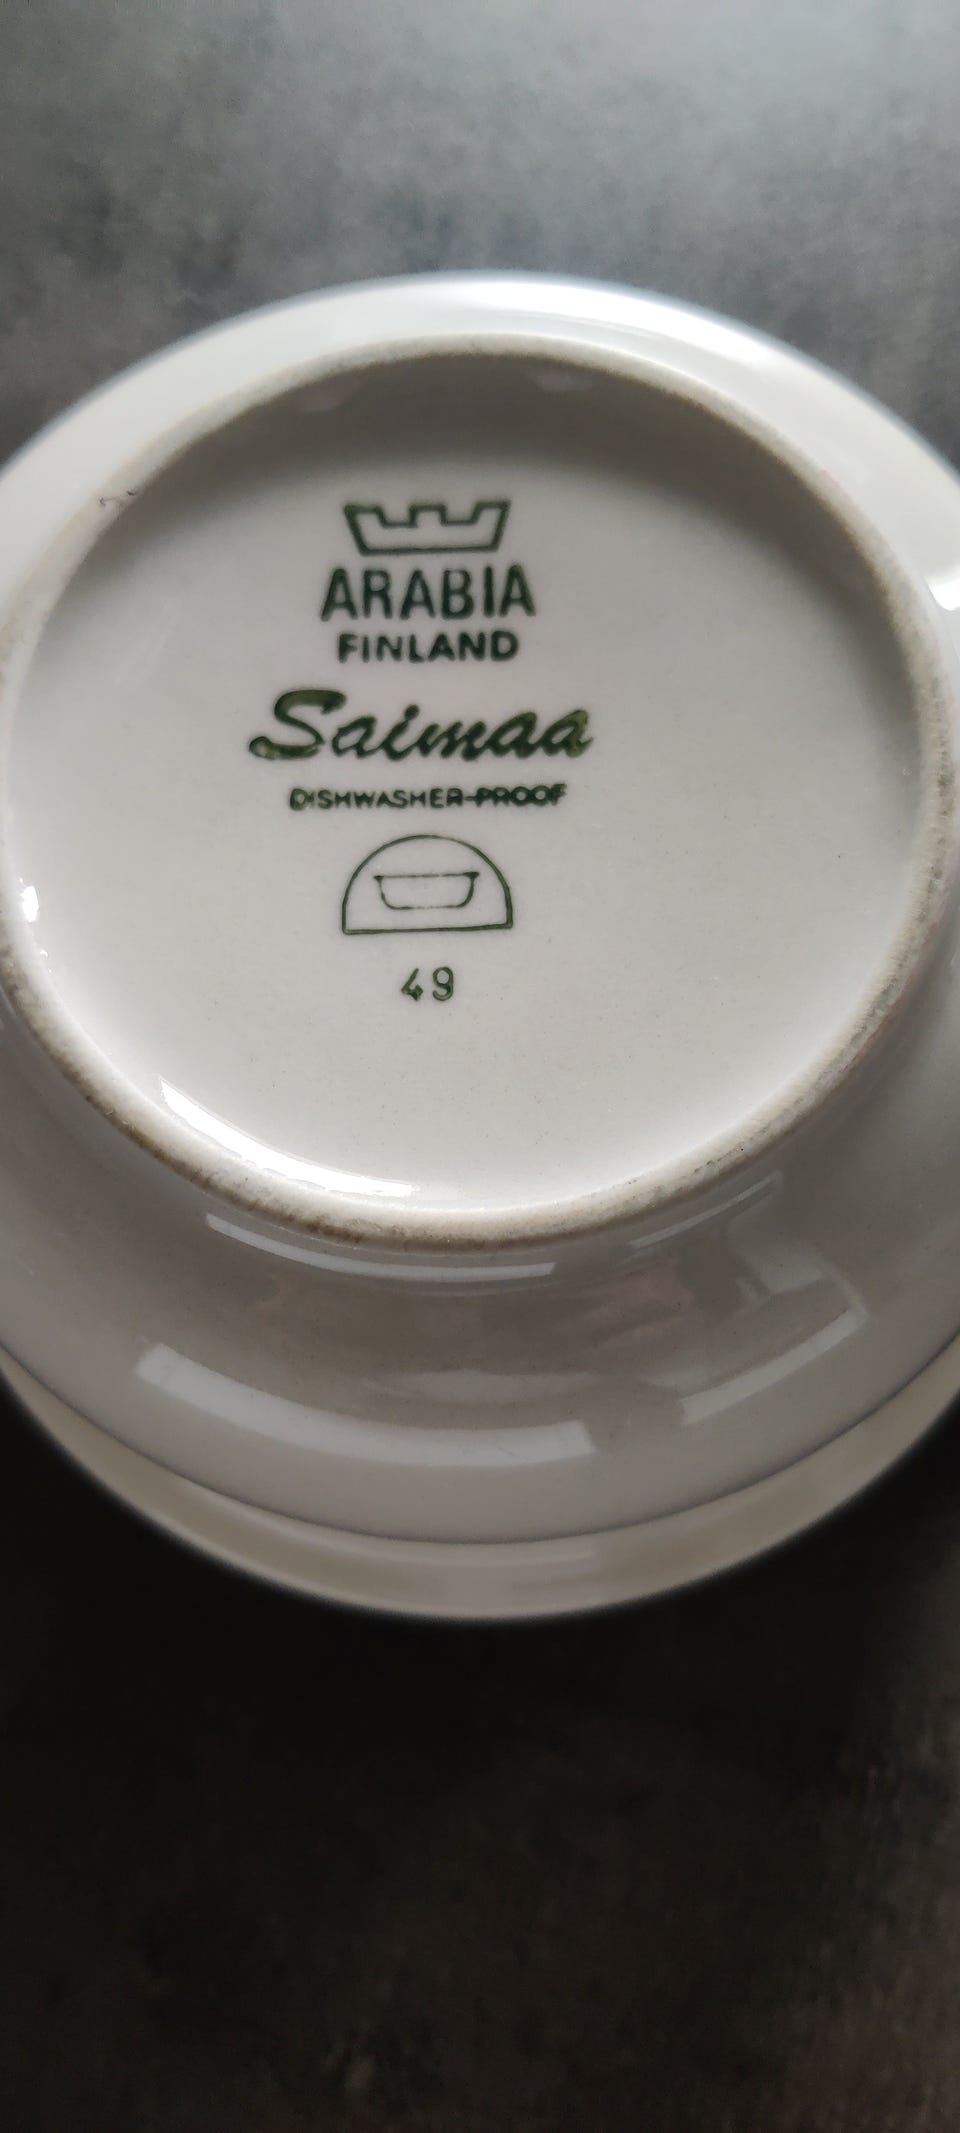 ARABIA
FINLAND
Saimaa
DISHWASHER-PROOF
49